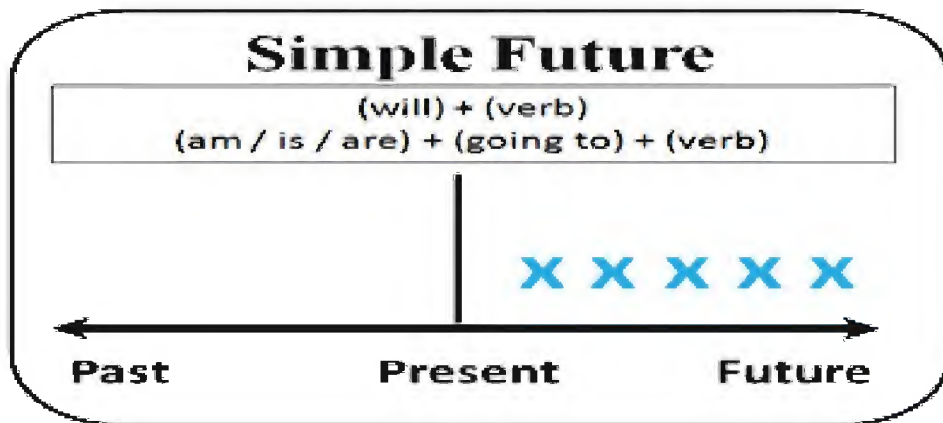 Simple Future
(will) + (verb)
(am / is / are) + (going to) + (verb)
x x x x x
Past Present Future